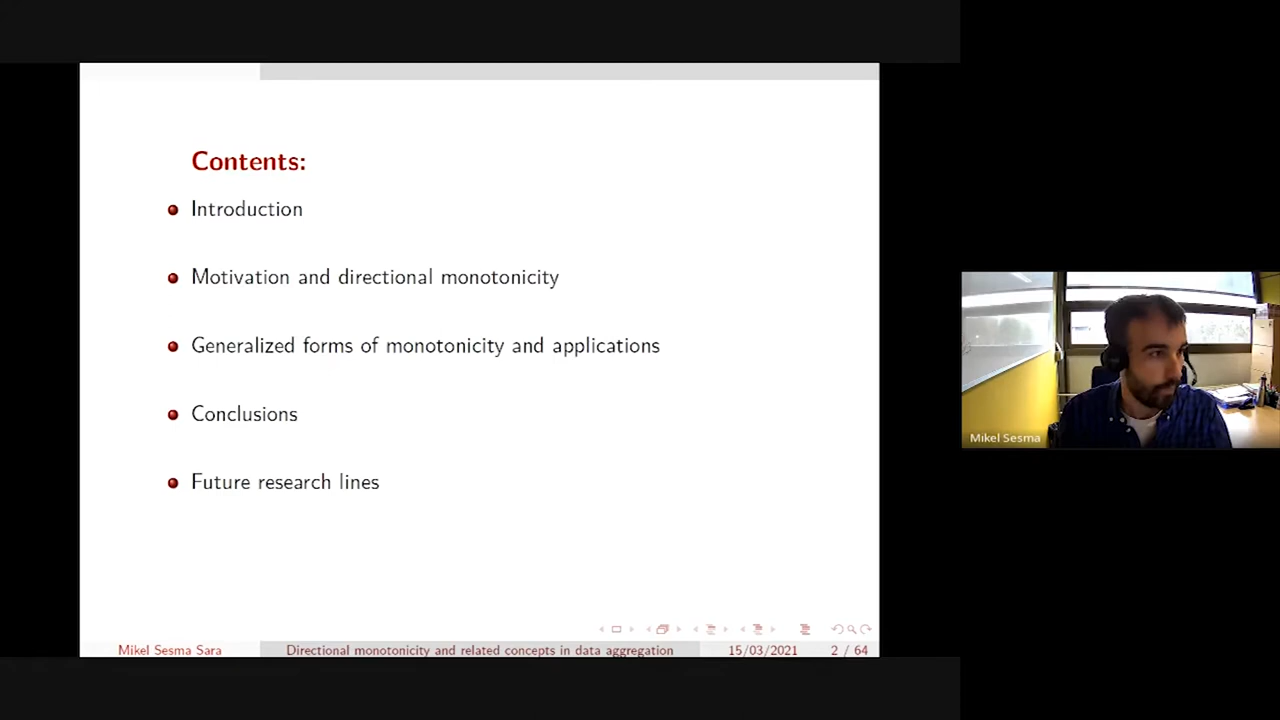 Contents:
Introduction
Motivation and directional monotonicity
Generalized forms of monotonicity and applications
Conclusions
Future research lines
Mikel Sesma
Mikel Sesma Sara Directional monotonicity and related concepts in data aggregation 15/03/2021 2 / 64